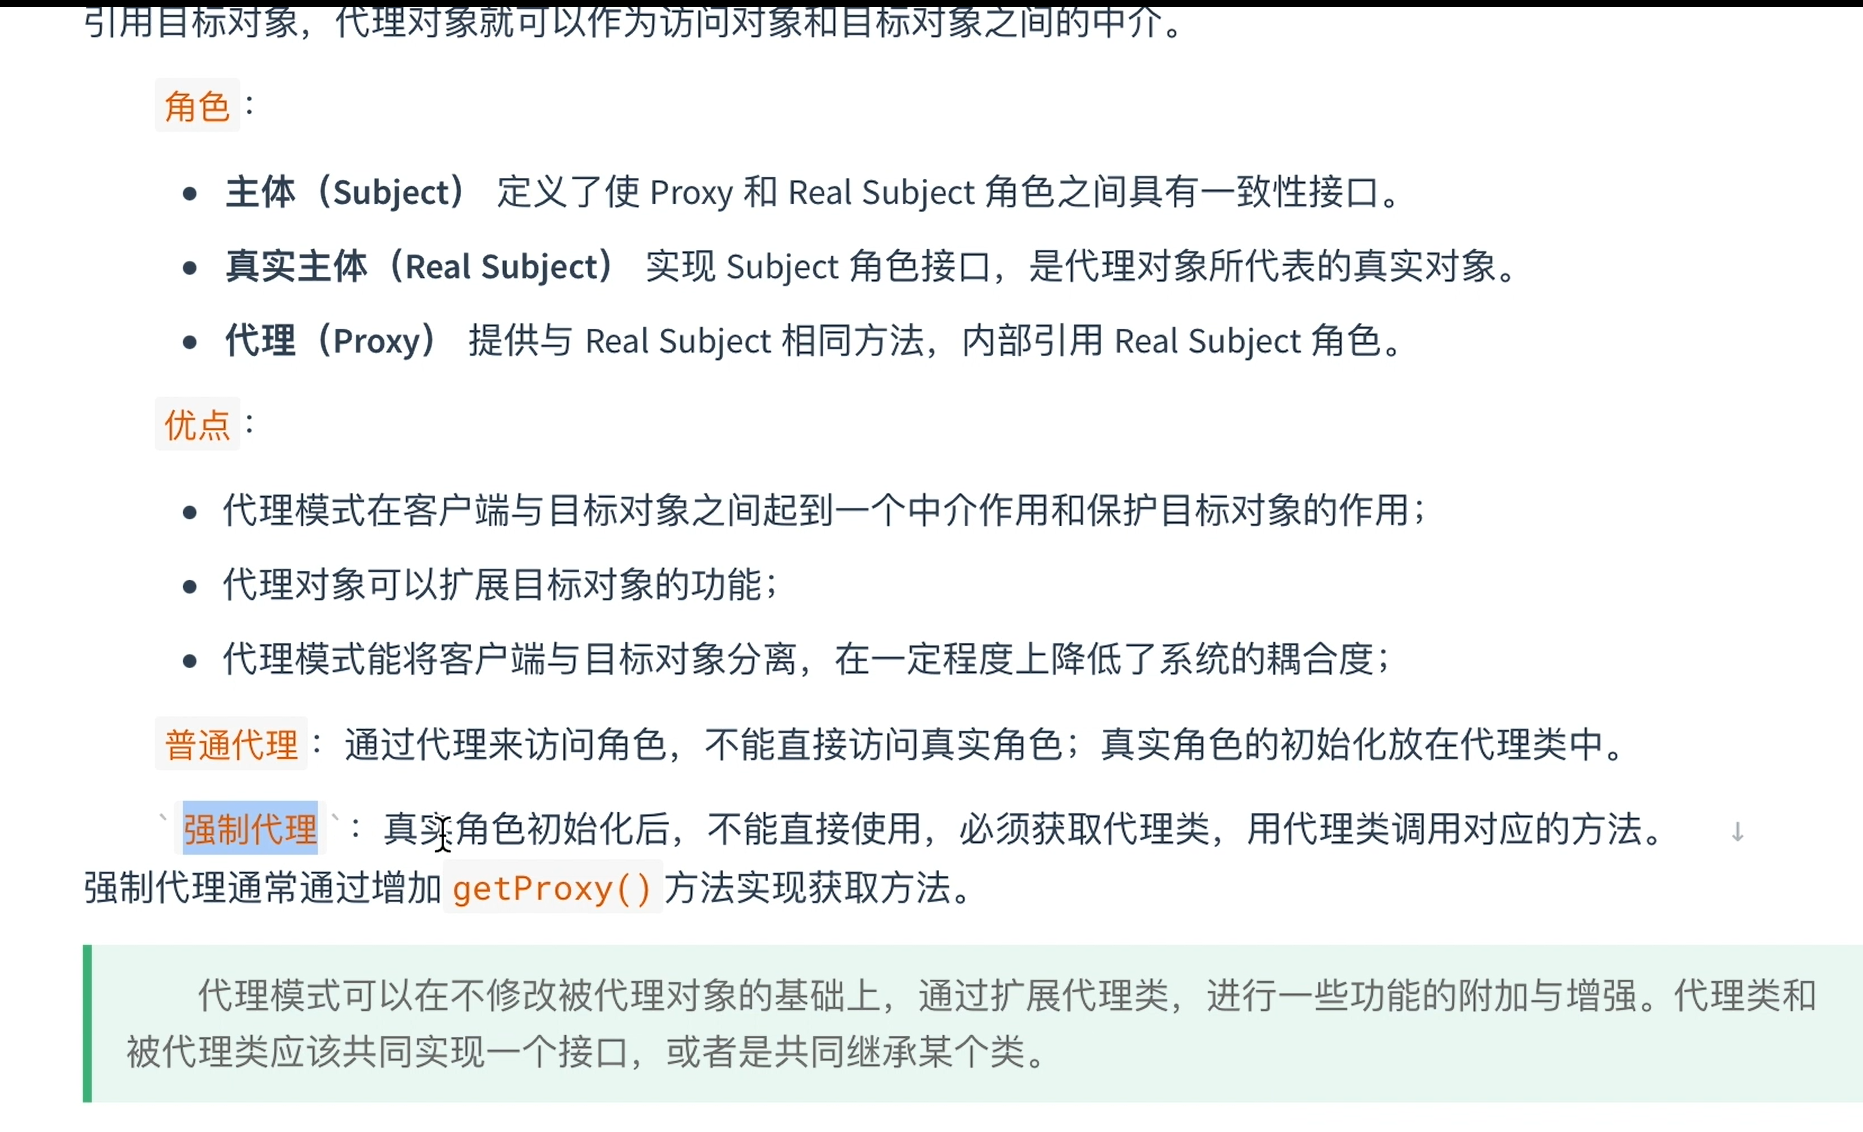 引用目标对象，代理对象就可以作为访问对象和目标对象之间的中介。
角色：
• 主体（Subject） 定义了使 Proxy 和 Real Subject 角色之间具有一致性接口。
• 真实主体（Real Subject） 实现 Subject 角色接口，是代理对象所代表的真实对象。
• 代理（Proxy） 提供与 Real Subject 相同方法，内部引用 Real Subject 角色。
优点：
• 代理模式在客户端与目标对象之间起到一个中介作用和保护目标对象的作用；
• 代理对象可以扩展目标对象的功能；
• 代理模式能将客户端与目标对象分离，在一定程度上降低了系统的耦合度；
普通代理：通过代理来访问角色，不能直接访问真实角色；真实角色的初始化放在代理类中。
`强制代理`：真实角色初始化后，不能直接使用，必须获取代理类，用代理类调用对应的方法。 ↓
强制代理通常通过增加 getProxy() 方法实现获取方法。
代理模式可以在不修改被代理对象的基础上，通过扩展代理类，进行一些功能的附加与增强。代理类和
被代理类应该共同实现一个接口，或者是共同继承某个类。